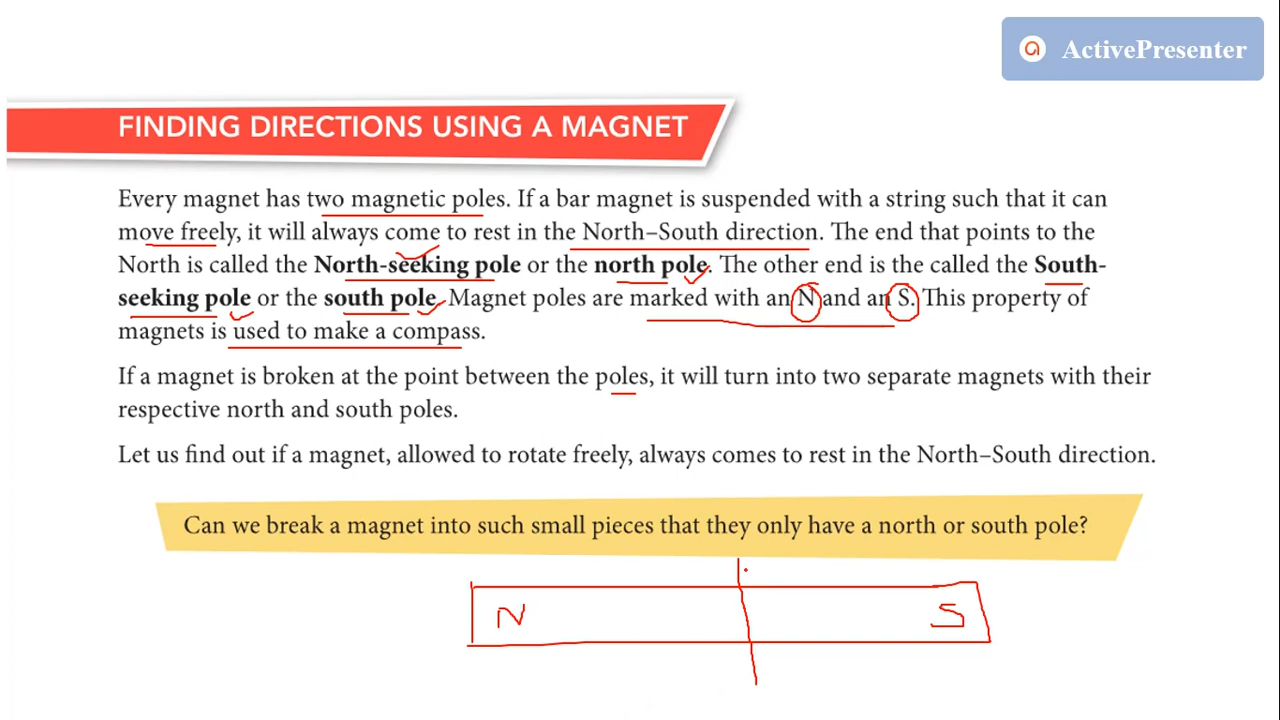 ActivePresenter
FINDING DIRECTIONS USING A MAGNET
Every magnet has two magnetic poles. If a bar magnet is suspended with a string such that it can
move freely, it will always come to rest in the North–South direction. The end that points to the
North is called the North-seeking pole or the north pole. The other end is the called the South-
seeking pole or the south pole. Magnet poles are marked with an N and an S. This property of
magnets is used to make a compass.
If a magnet is broken at the point between the poles, it will turn into two separate magnets with their
respective north and south poles.
Let us find out if a magnet, allowed to rotate freely, always comes to rest in the North–South direction.
Can we break a magnet into such small pieces that they only have a north or south pole?
N S